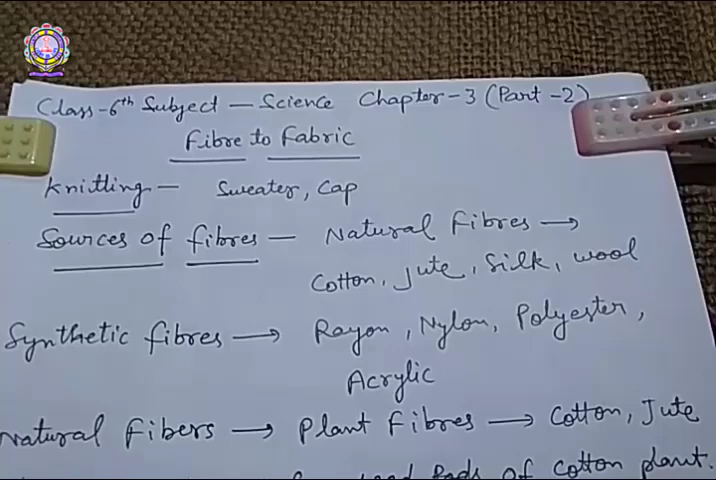 Class-6th Subject — Science Chapter-3 (Part-2)
Fibre to Fabric
Knitting — Sweater, Cap
Sources of fibres — Natural Fibres →
Cotton, Jute, Silk, wool
Synthetic fibres → Rayon, Nylon, Polyester,
Acrylic
Natural Fibers → Plant Fibres → Cotton, Jute
of cotton plant.